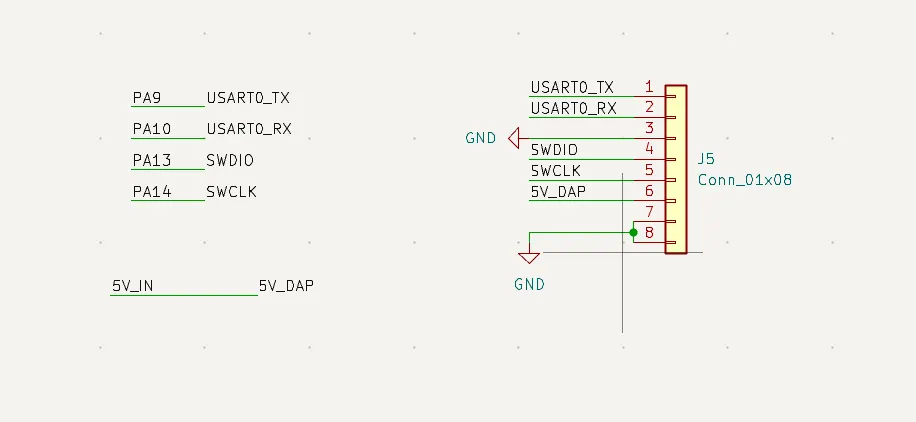 PA9 USART0_TX
PA10 USART0_RX
PA13 SWDIO
PA14 SWCLK
5V_IN 5V_DAP
USART0_TX 1
USART0_RX 2
GND 3
SWDIO 4
SWCLK 5
5V_DAP 6
7
8
GND
J5
Conn_01x08